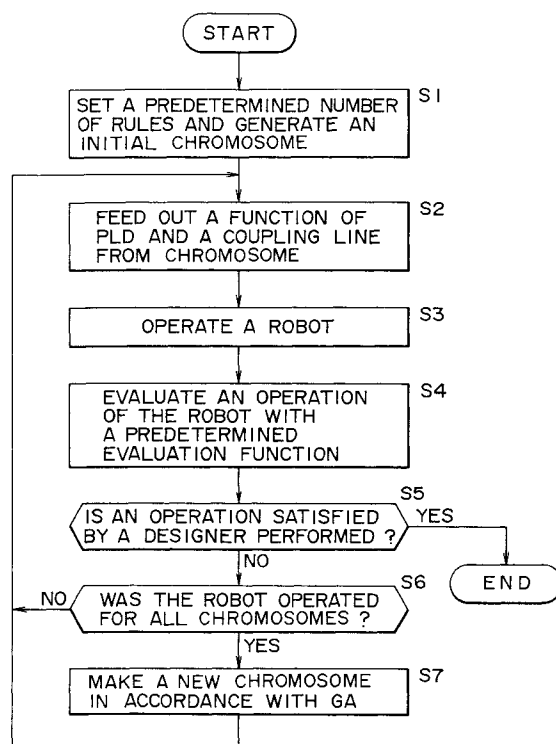 START
S1
SET A PREDETERMINED NUMBER
OF RULES AND GENERATE AN
INITIAL CHROMOSOME
S2
FEED OUT A FUNCTION OF
PLD AND A COUPLING LINE
FROM CHROMOSOME
S3
OPERATE A ROBOT
S4
EVALUATE AN OPERATION
OF THE ROBOT WITH
A PREDETERMINED
EVALUATION FUNCTION
S5
IS AN OPERATION SATISFIED
BY A DESIGNER PERFORMED ?
YES
NO
END
S6
NO
WAS THE ROBOT OPERATED
FOR ALL CHROMOSOMES ?
YES
S7
MAKE A NEW CHROMOSOME
IN ACCORDANCE WITH GA